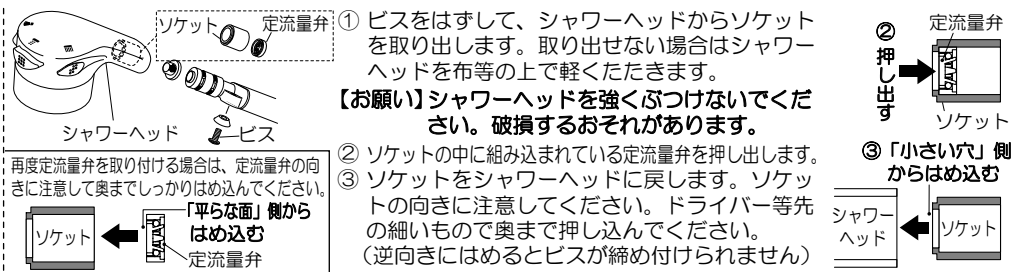 ソケット
定流量弁
シャワーヘッド
ビス
再度定流量弁を取り付ける場合は、定流量弁の向
きに注意して奥までしっかりはめ込んでください。
ソケット
「平らな面」側から
はめ込む
定流量弁
① ビスをはずして、シャワーヘッドからソケット
を取り出します。取り出せない場合はシャワー
ヘッドを布等の上で軽くたたきます。
【お願い】シャワーヘッドを強くぶつけないでくだ
さい。破損するおそれがあります。
② ソケットの中に組み込まれている定流量弁を押し出します。
③ ソケットをシャワーヘッドに戻します。ソケッ
トの向きに注意してください。ドライバー等先
の細いもので奥まで押し込んでください。
（逆向きにはめるとビスが締め付けられません）
定流量弁
②押し出す
ソケット
③「小さい穴」側
からはめ込む
シャワー
ヘッド
ソケット